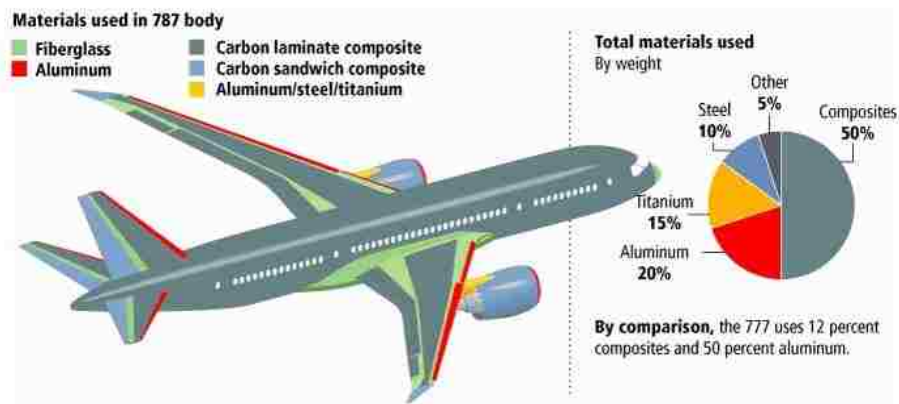 Materials used in 787 body
Fiberglass
Aluminum
Carbon laminate composite
Carbon sandwich composite
Aluminum/steel/titanium
Total materials used
By weight
Other
5%
Steel
10%
Composites
50%
Titanium
15%
Aluminum
20%
By comparison, the 777 uses 12 percent
composites and 50 percent aluminum.